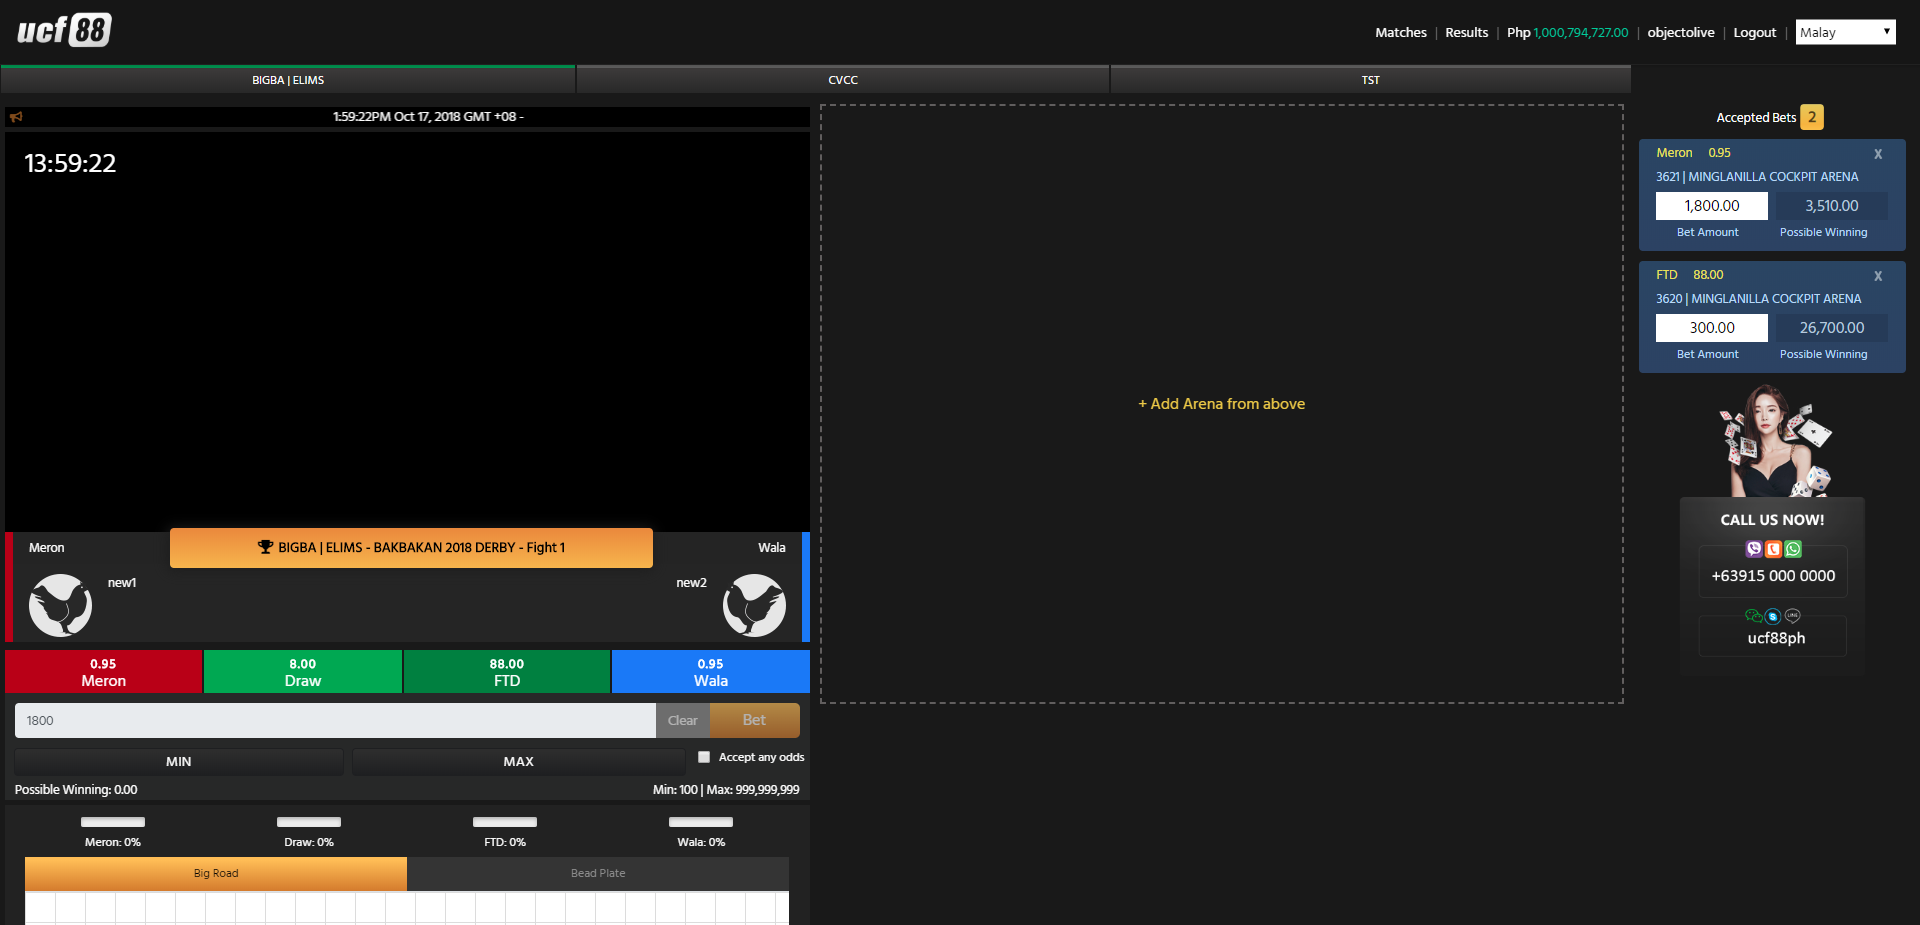 ucf88
Matches | Results | Php 1,000,794,727.00 | objectolive | Logout | Malay
BIGBA | ELIMS
CVCC
TST
1:59:22PM Oct 17, 2018 GMT +08 -
13:59:22
Meron
BIGBA | ELIMS - BAKBAKAN 2018 DERBY - Fight 1
Wala
new1
new2
0.95
Meron
8.00
Draw
88.00
FTD
0.95
Wala
1800
Clear
Bet
MIN
MAX
Accept any odds
Possible Winning: 0.00
Min: 100 | Max: 999,999,999
Meron: 0%
Draw: 0%
FTD: 0%
Wala: 0%
Big Road
Bead Plate
+ Add Arena from above
Accepted Bets 2
Meron 0.95 X
3621 | MINGLANILLA COCKPIT ARENA
1,800.00 3,510.00
Bet Amount Possible Winning
FTD 88.00 X
3620 | MINGLANILLA COCKPIT ARENA
300.00 26,700.00
Bet Amount Possible Winning
CALL US NOW!
+63915 000 0000
LINE
ucf88ph